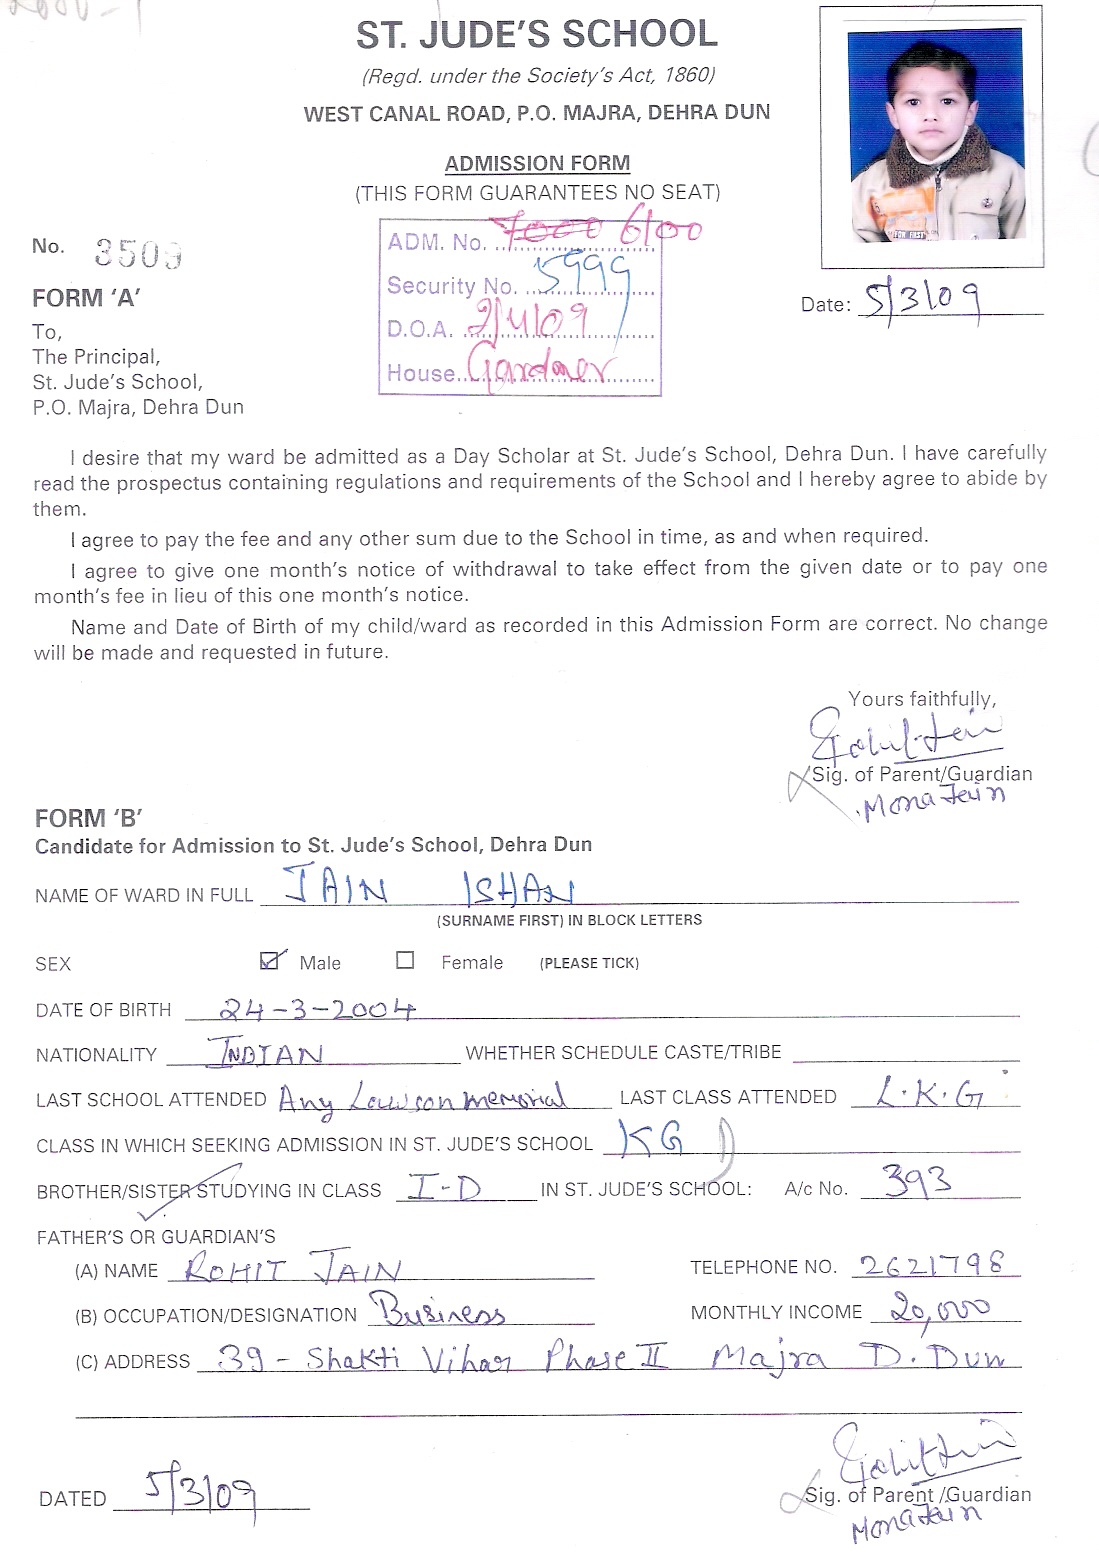 ST. JUDE'S SCHOOL
(Regd. under the Society's Act, 1860)
WEST CANAL ROAD, P.O. MAJRA, DEHRA DUN
ADMISSION FORM
(THIS FORM GUARANTEES NO SEAT)
No. 3509
ADM. No. 7000 6100
Security No. 5999
D.O.A. 2/4/09
House Gardner
Date: 5/3/09
FORM 'A'
To,
The Principal,
St. Jude's School,
P.O. Majra, Dehra Dun
I desire that my ward be admitted as a Day Scholar at St. Jude's School, Dehra Dun. I have carefully
read the prospectus containing regulations and requirements of the School and I hereby agree to abide by
them.
I agree to pay the fee and any other sum due to the School in time, as and when required.
I agree to give one month's notice of withdrawal to take effect from the given date or to pay one
month's fee in lieu of this one month's notice.
Name and Date of Birth of my child/ward as recorded in this Admission Form are correct. No change
will be made and requested in future.
Yours faithfully,
Rohit Jain
Sig. of Parent/Guardian
Mona Jain
FORM 'B'
Candidate for Admission to St. Jude's School, Dehra Dun
NAME OF WARD IN FULL JAIN ISHAN
(SURNAME FIRST) IN BLOCK LETTERS
SEX Male Female (PLEASE TICK)
DATE OF BIRTH 24-3-2004
NATIONALITY INDIAN WHETHER SCHEDULE CASTE/TRIBE
LAST SCHOOL ATTENDED Any Lawson memorial LAST CLASS ATTENDED L.K.G
CLASS IN WHICH SEEKING ADMISSION IN ST. JUDE'S SCHOOL KG
BROTHER/SISTER STUDYING IN CLASS I-D IN ST. JUDE'S SCHOOL: A/c No. 393
FATHER'S OR GUARDIAN'S
(A) NAME ROHIT JAIN TELEPHONE NO. 2621798
(B) OCCUPATION/DESIGNATION Business MONTHLY INCOME 20,000
(C) ADDRESS 39 - Shakti Vihar Phase II Majra D. Dun
Rohit Jain
DATED 5/3/09 Sig. of Parent/Guardian
Mona Jain